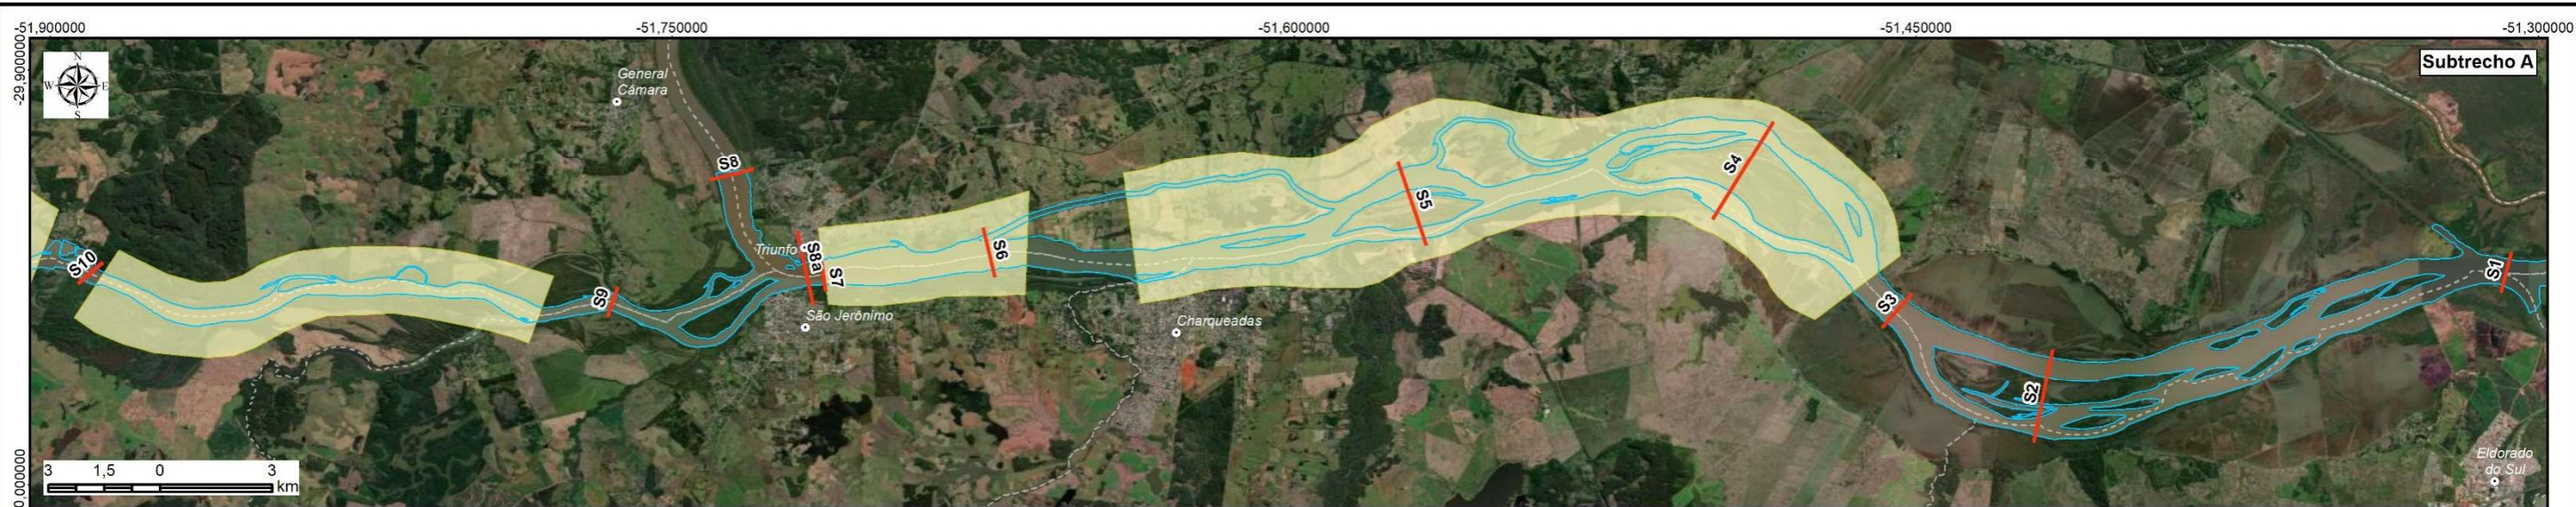 -51,900000
-51,750000
-51,600000
-51,450000
-51,300000
-29,900000
N
W
E
S
Subtrecho A
General
Câmara
S8
S4
S5
Triunfo
S8a
S7
S6
S10
S9
S3
S1
S2
São Jerônimo
Charqueadas
Eldorado
do Sul
3 1,5 0 3
km
0,000000